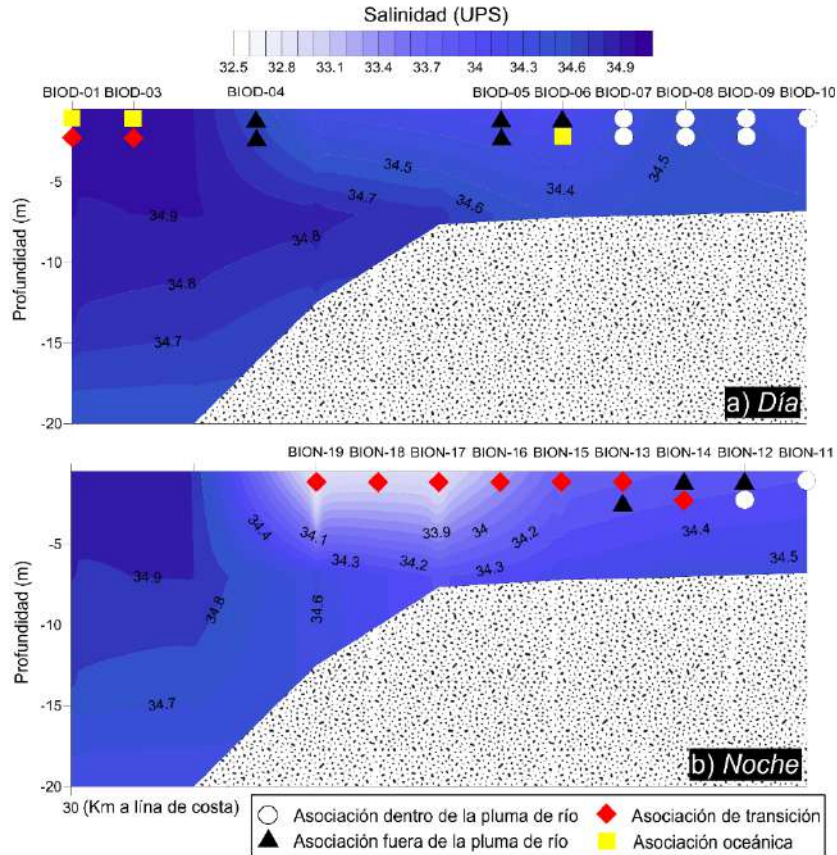 Salinidad (UPS)
32.5 32.8 33.1 33.4 33.7 34 34.3 34.6 34.9
BIOD-01 BIOD-03 BIOD-04 BIOD-05 BIOD-06 BIOD-07 BIOD-08 BIOD-09 BIOD-10
Profundidad (m)
-5
-10
-15
-20
34.5
34.4
34.5
34.7
34.6
34.9
34.8
34.8
34.7
a) Día
BION-19 BION-18 BION-17 BION-16 BION-15 BION-13 BION-14 BION-12 BION-11
Profundidad (m)
-5
-10
-15
-20
34.4
34.1
33.9
34
34.2
34.4
34.3
34.2
34.3
34.5
34.9
34.8
34.6
34.7
b) Noche
30 (Km a lína de costa)
Asociación dentro de la pluma de río
Asociación de transición
Asociación fuera de la pluma de río
Asociación oceánica